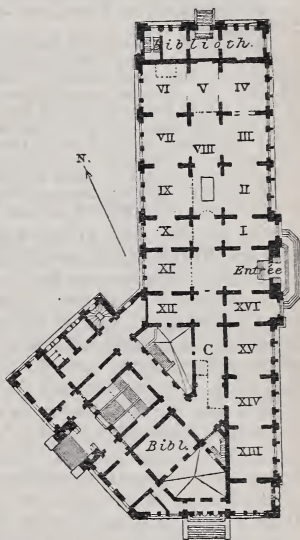 Biblioth.
VI V IV
VII VIII III
N.
IX II
X I
XI Entrée
XII XVI
C XV
XIV
Bibl. XIII